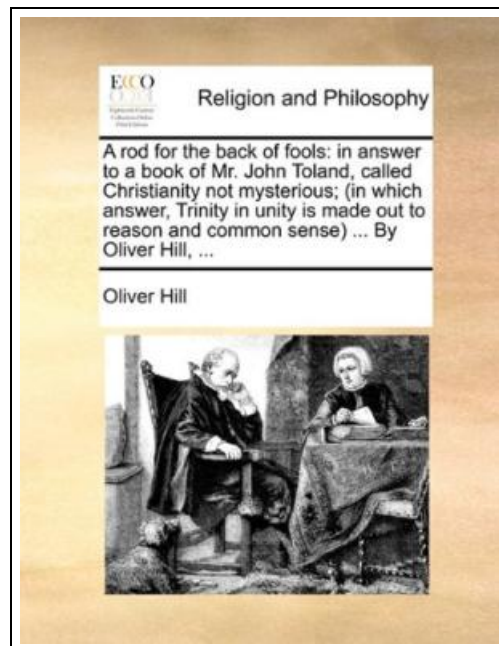 ECCO
Religion and Philosophy
A rod for the back of fools: in answer
to a book of Mr. John Toland, called
Christianity not mysterious; (in which
answer, Trinity in unity is made out to
reason and common sense) ... By
Oliver Hill, ...
Oliver Hill